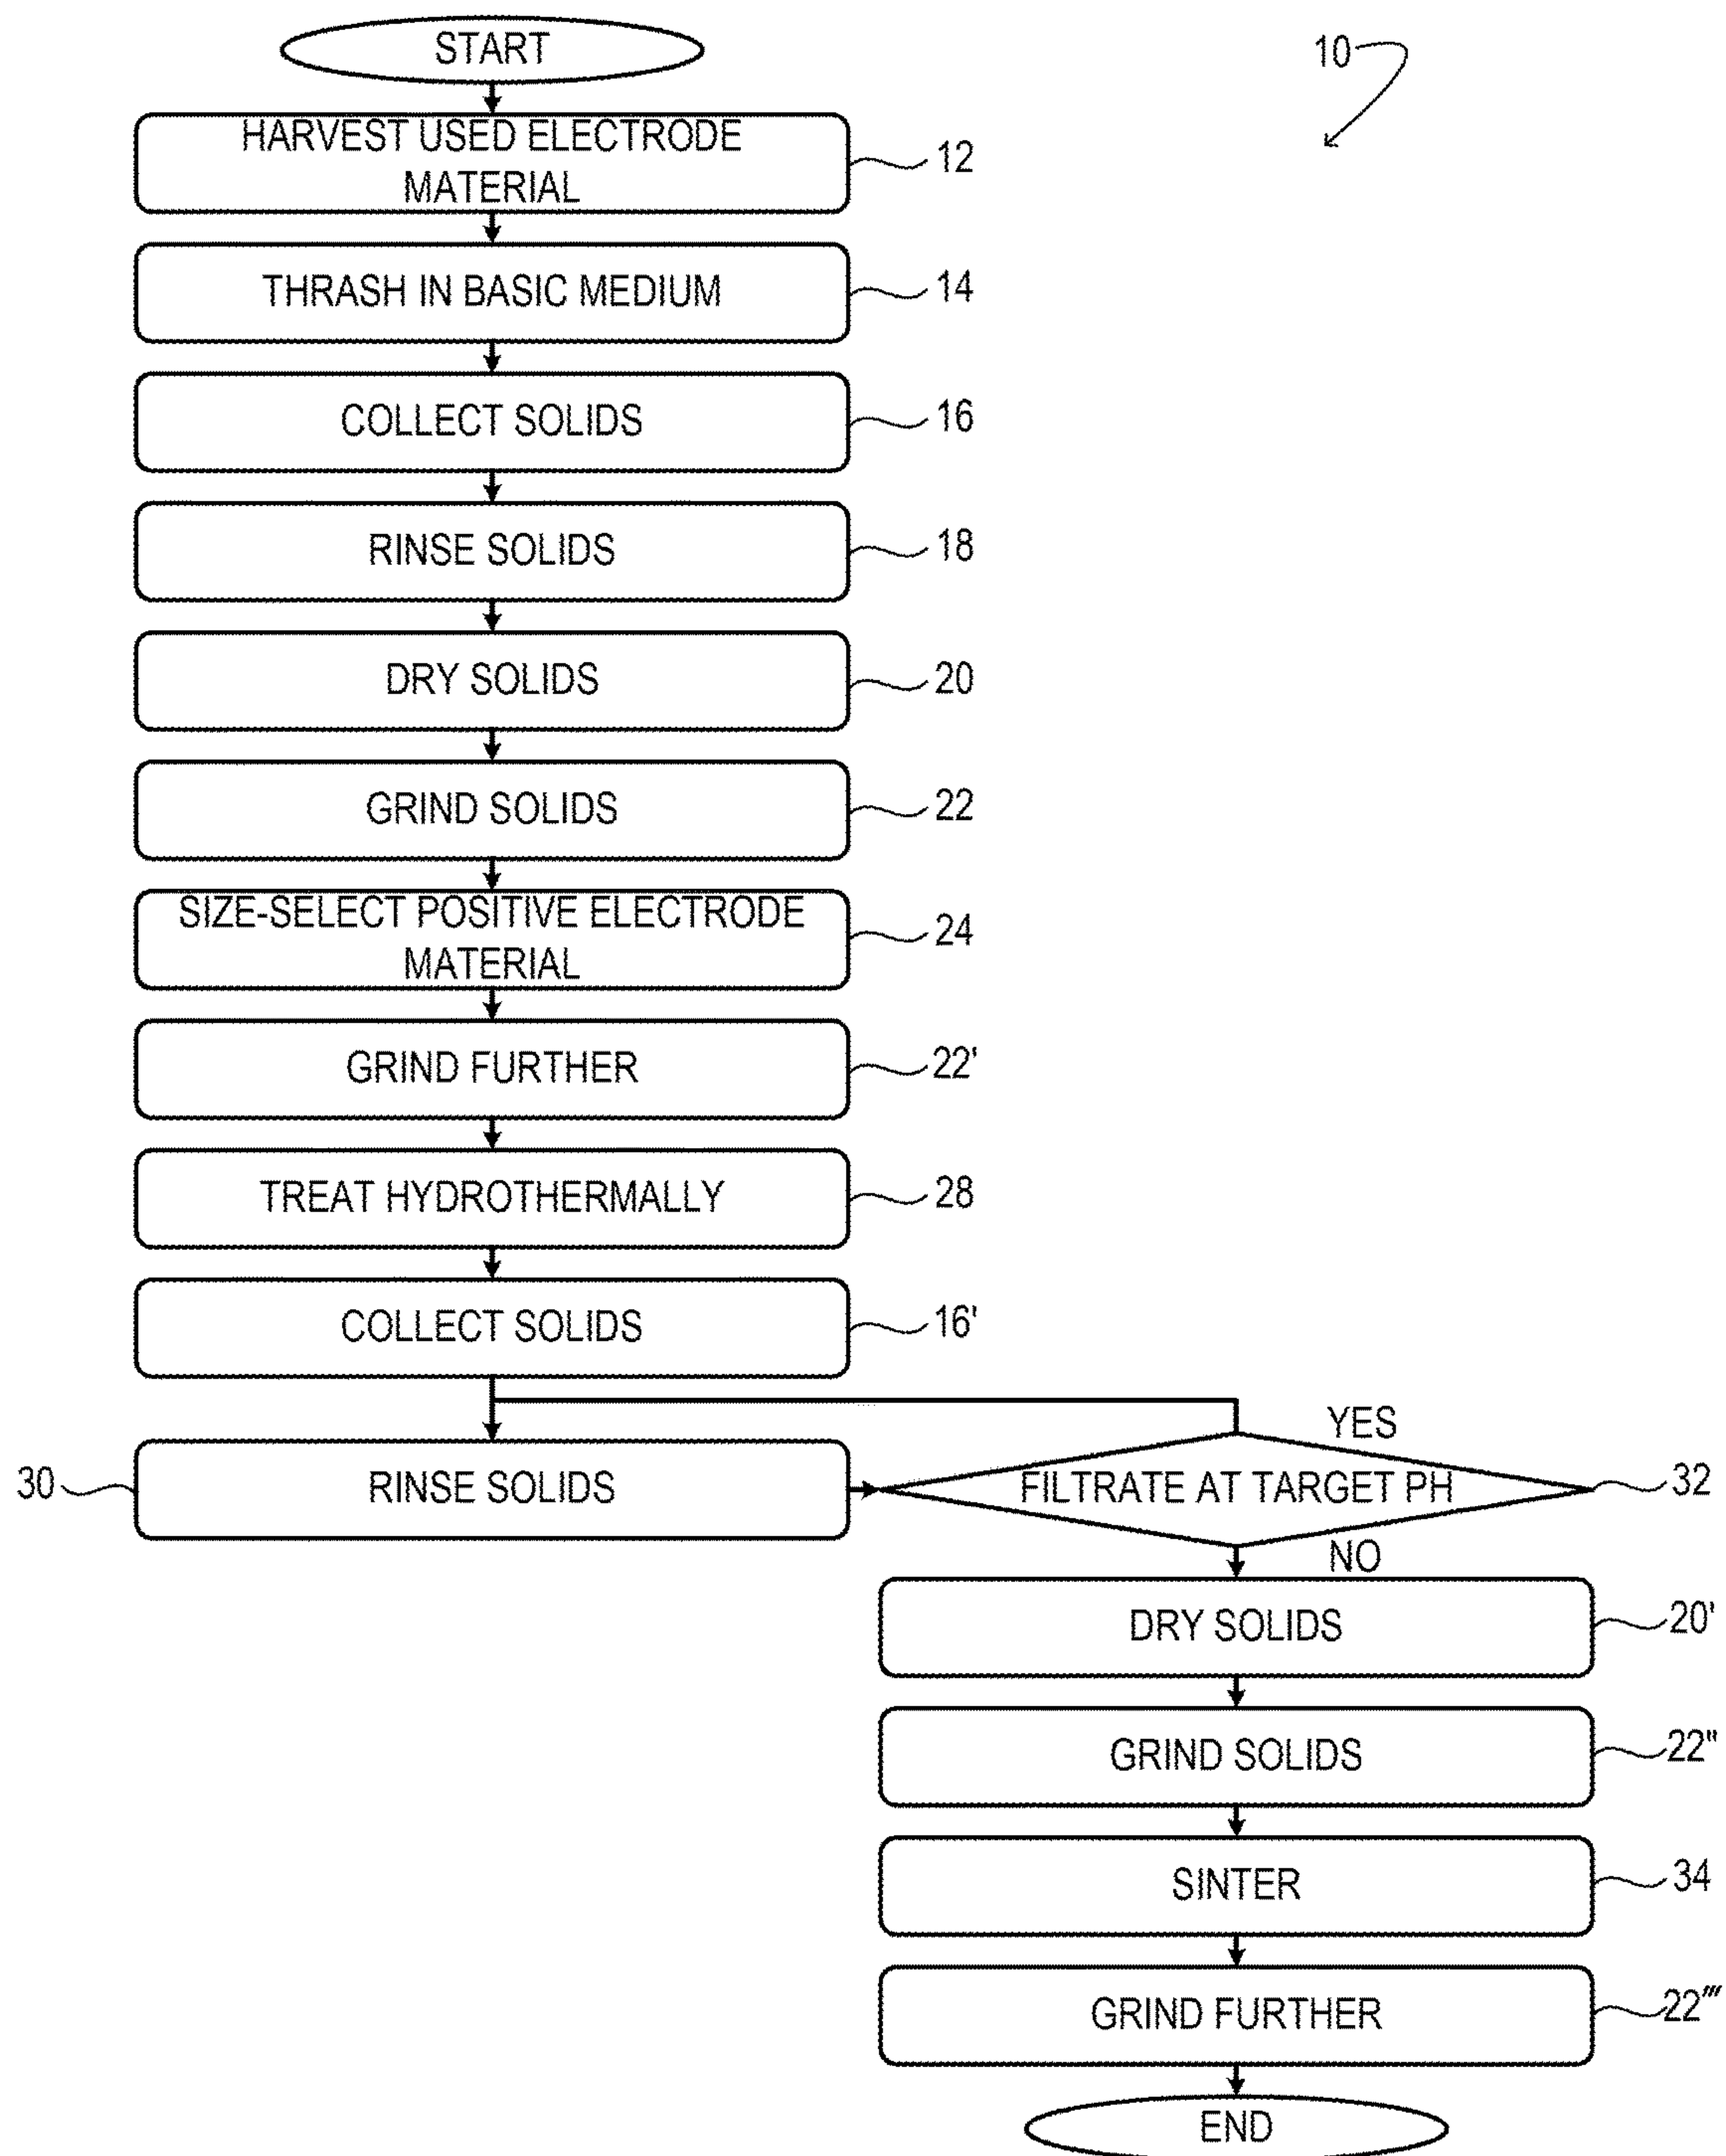 START
10
HARVEST USED ELECTRODE
MATERIAL
12
THRASH IN BASIC MEDIUM
14
COLLECT SOLIDS
16
RINSE SOLIDS
18
DRY SOLIDS
20
GRIND SOLIDS
22
SIZE-SELECT POSITIVE ELECTRODE
MATERIAL
24
GRIND FURTHER
22'
TREAT HYDROTHERMALLY
28
COLLECT SOLIDS
16'
YES
30
RINSE SOLIDS
FILTRATE AT TARGET PH
32
NO
DRY SOLIDS
20'
GRIND SOLIDS
22"
SINTER
34
GRIND FURTHER
22'''
END